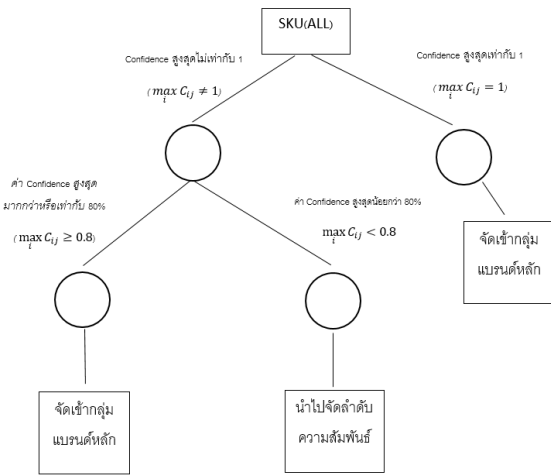 SKU(ALL)
Confidence สูงสุดไม่เท่ากับ 1
(max C_ij ≠ 1)
i
Confidence สูงสุดเท่ากับ 1
(max C_ij = 1)
i
ค่า Confidence สูงสุด
มากกว่าหรือเท่ากับ 80%
(max C_ij ≥ 0.8)
i
ค่า Confidence สูงสุดน้อยกว่า 80%
max C_ij < 0.8
i
จัดเข้ากลุ่ม
แบรนด์หลัก
จัดเข้ากลุ่ม
แบรนด์หลัก
นำไปจัดลำดับ
ความสัมพันธ์